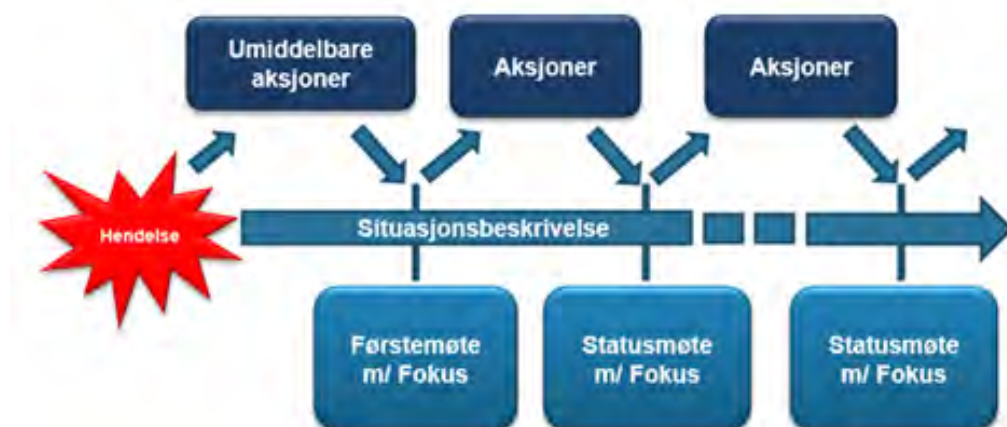 Umiddelbare
aksjoner
Aksjoner
Aksjoner
Hendelse
Situasjonsbeskrivelse
Førstemøte
m/ Fokus
Statusmøte
m/ Fokus
Statusmøte
m/ Fokus